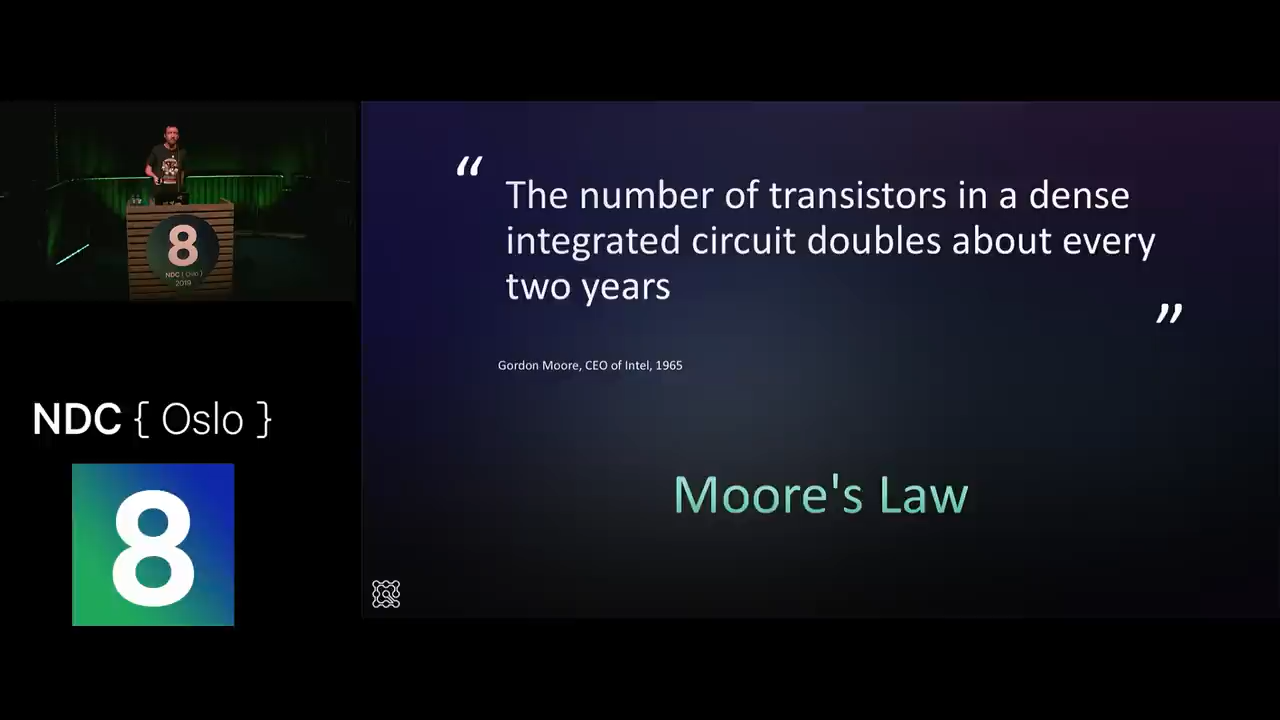 “
The number of transistors in a dense
integrated circuit doubles about every
two years
”
Gordon Moore, CEO of Intel, 1965
Moore's Law
8
NDC { Oslo }
2019
NDC { Oslo }
8